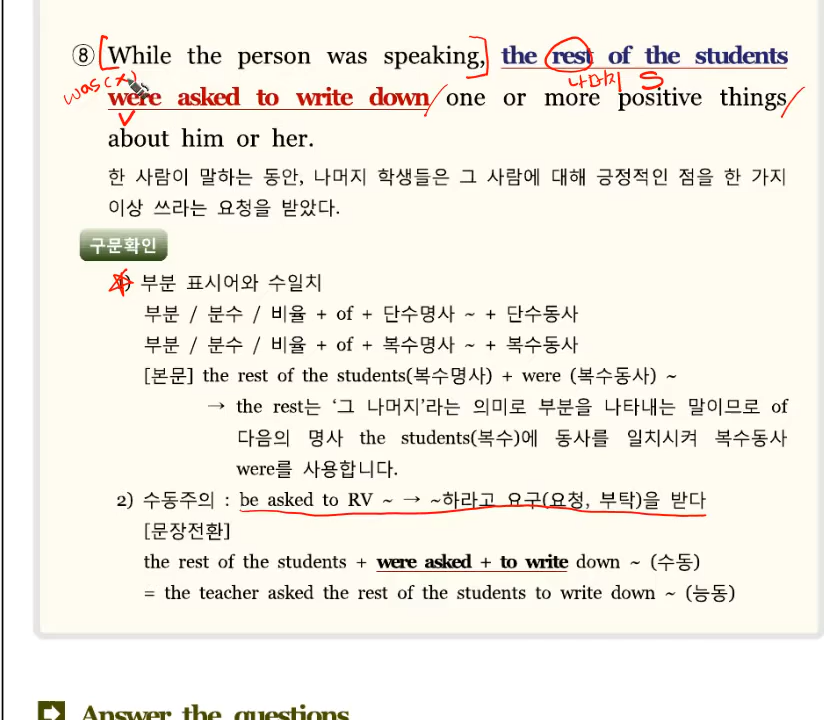 ⑧ While the person was speaking, the rest of the students
was(×) 나머지 S
were asked to write down one or more positive things
about him or her.
한 사람이 말하는 동안, 나머지 학생들은 그 사람에 대해 긍정적인 점을 한 가지
이상 쓰라는 요청을 받았다.
구문확인
1) 부분 표시어와 수일치
부분 / 분수 / 비율 + of + 단수명사 ~ + 단수동사
부분 / 분수 / 비율 + of + 복수명사 ~ + 복수동사
[본문] the rest of the students(복수명사) + were (복수동사) ~
→ the rest는 ‘그 나머지’라는 의미로 부분을 나타내는 말이므로 of
다음의 명사 the students(복수)에 동사를 일치시켜 복수동사
were를 사용합니다.
2) 수동주의 : be asked to RV ~ → ~하라고 요구(요청, 부탁)을 받다
[문장전환]
the rest of the students + were asked + to write down ~ (수동)
= the teacher asked the rest of the students to write down ~ (능동)
Answer the questions